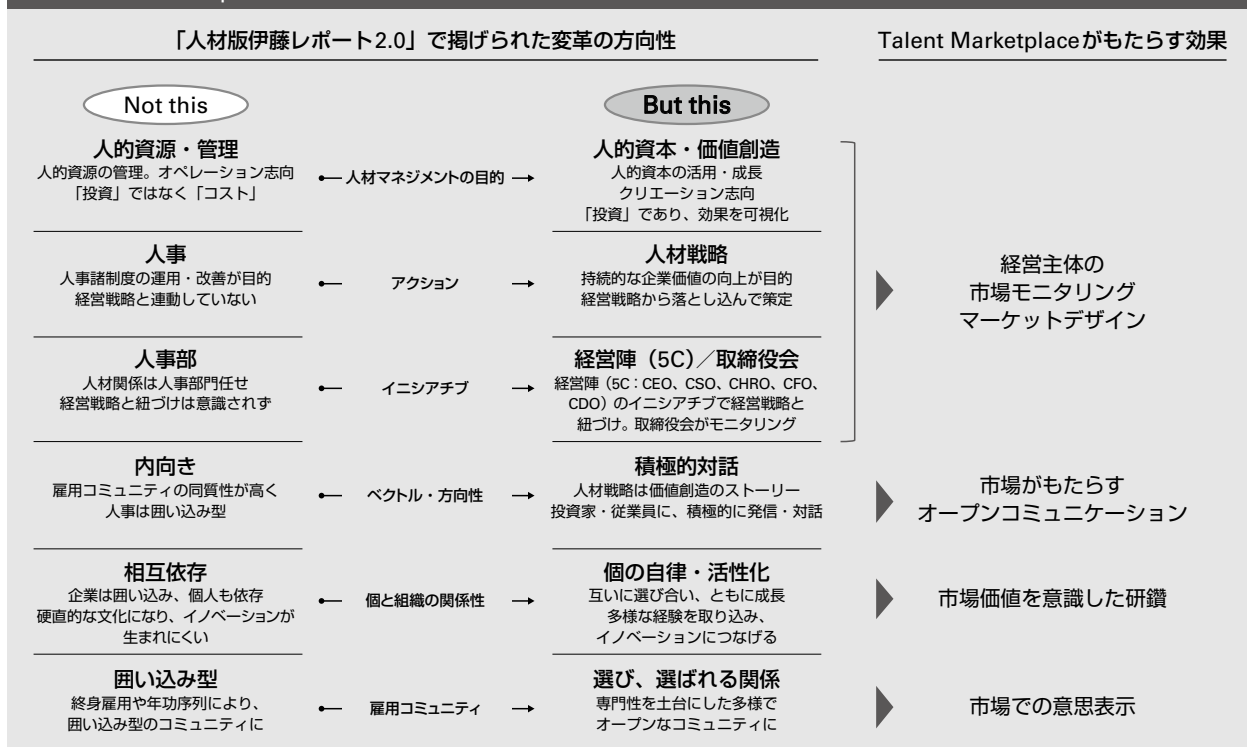 「人材版伊藤レポート2.0」で掲げられた変革の方向性
Talent Marketplaceがもたらす効果
Not this
But this
人的資源・管理
人的資源の管理。オペレーション志向
「投資」ではなく「コスト」
人材マネジメントの目的
人的資本・価値創造
人的資本の活用・成長
クリエーション志向
「投資」であり、効果を可視化
人事
人事諸制度の運用・改善が目的
経営戦略と連動していない
アクション
人材戦略
持続的な企業価値の向上が目的
経営戦略から落とし込んで策定
経営主体の
市場モニタリング
マーケットデザイン
人事部
人材関係は人事部門任せ
経営戦略と紐づけは意識されず
イニシアチブ
経営陣(5C)/取締役会
経営陣(5C:CEO、CSO、CHRO、CFO、
CDO)のイニシアチブで経営戦略と
紐づけ。取締役会がモニタリング
内向き
雇用コミュニティの同質性が高く
人事は囲い込み型
ベクトル・方向性
積極的対話
人材戦略は価値創造のストーリー
投資家・従業員に、積極的に発信・対話
市場がもたらす
オープンコミュニケーション
相互依存
企業は囲い込み、個人も依存
硬直的な文化になり、イノベーションが
生まれにくい
個と組織の関係性
個の自律・活性化
互いに選び合い、ともに成長
多様な経験を取り込み、
イノベーションにつなげる
市場価値を意識した研鑽
囲い込み型
終身雇用や年功序列により、
囲い込み型のコミュニティに
雇用コミュニティ
選び、選ばれる関係
専門性を土台にした多様で
オープンなコミュニティに
市場での意思表示